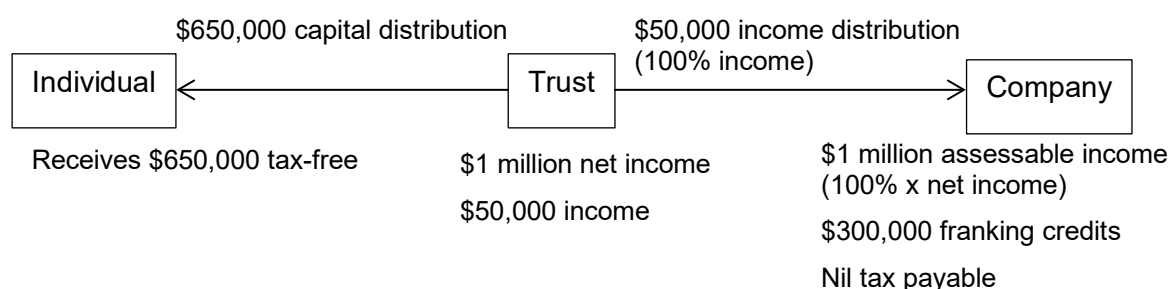 $650,000 capital distribution
$50,000 income distribution
(100% income)
Individual
Trust
Company
Receives $650,000 tax-free
$1 million net income
$50,000 income
$1 million assessable income
(100% x net income)
$300,000 franking credits
Nil tax payable